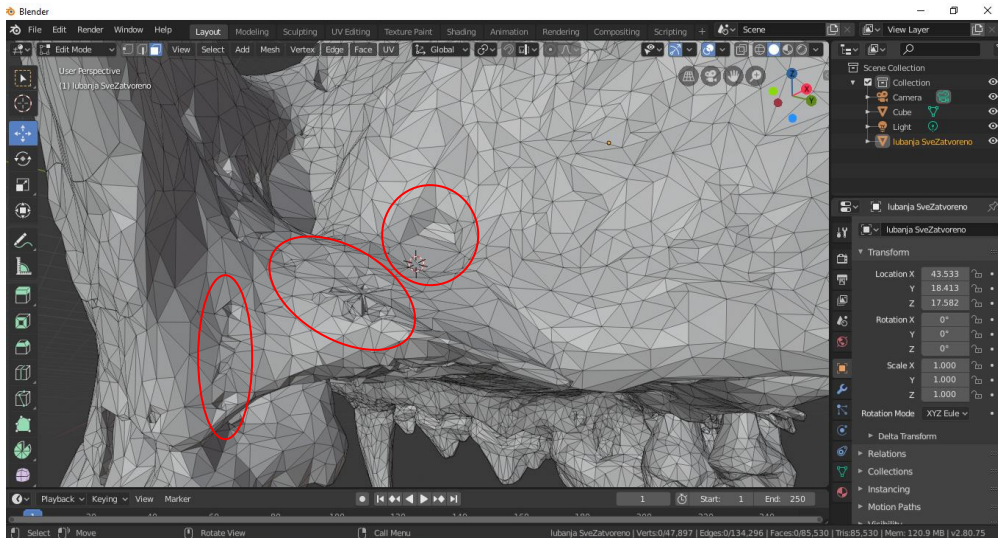 Blender
File Edit Render Window Help Layout Modeling Sculpting UV Editing Texture Paint Shading Animation Rendering Compositing Scripting + Scene View Layer
Edit Mode View Select Add Mesh Vertex Edge Face UV Global
User Perspective
(1) lubanja SveZatvoreno
Scene Collection
Collection
Camera
Cube
Light
lubanja SveZatvoreno
lubanja SveZatvoreno
lubanja SveZatvoreno
Transform
Location X 43.533
Y 18.413
Z 17.582
Rotation X 0°
Y 0°
Z 0°
Scale X 1.000
Y 1.000
Z 1.000
Rotation Mode XYZ Eule
Delta Transform
Relations
Collections
Instancing
Motion Paths
Playback Keying View Marker 1 Start: 1 End: 250
Select Move Rotate View Call Menu lubanja SveZatvoreno | Verts:0/47,897 | Edges:0/134,296 | Faces:0/85,530 | Tris:85,530 | Mem: 120.9 MB | v2.80.75